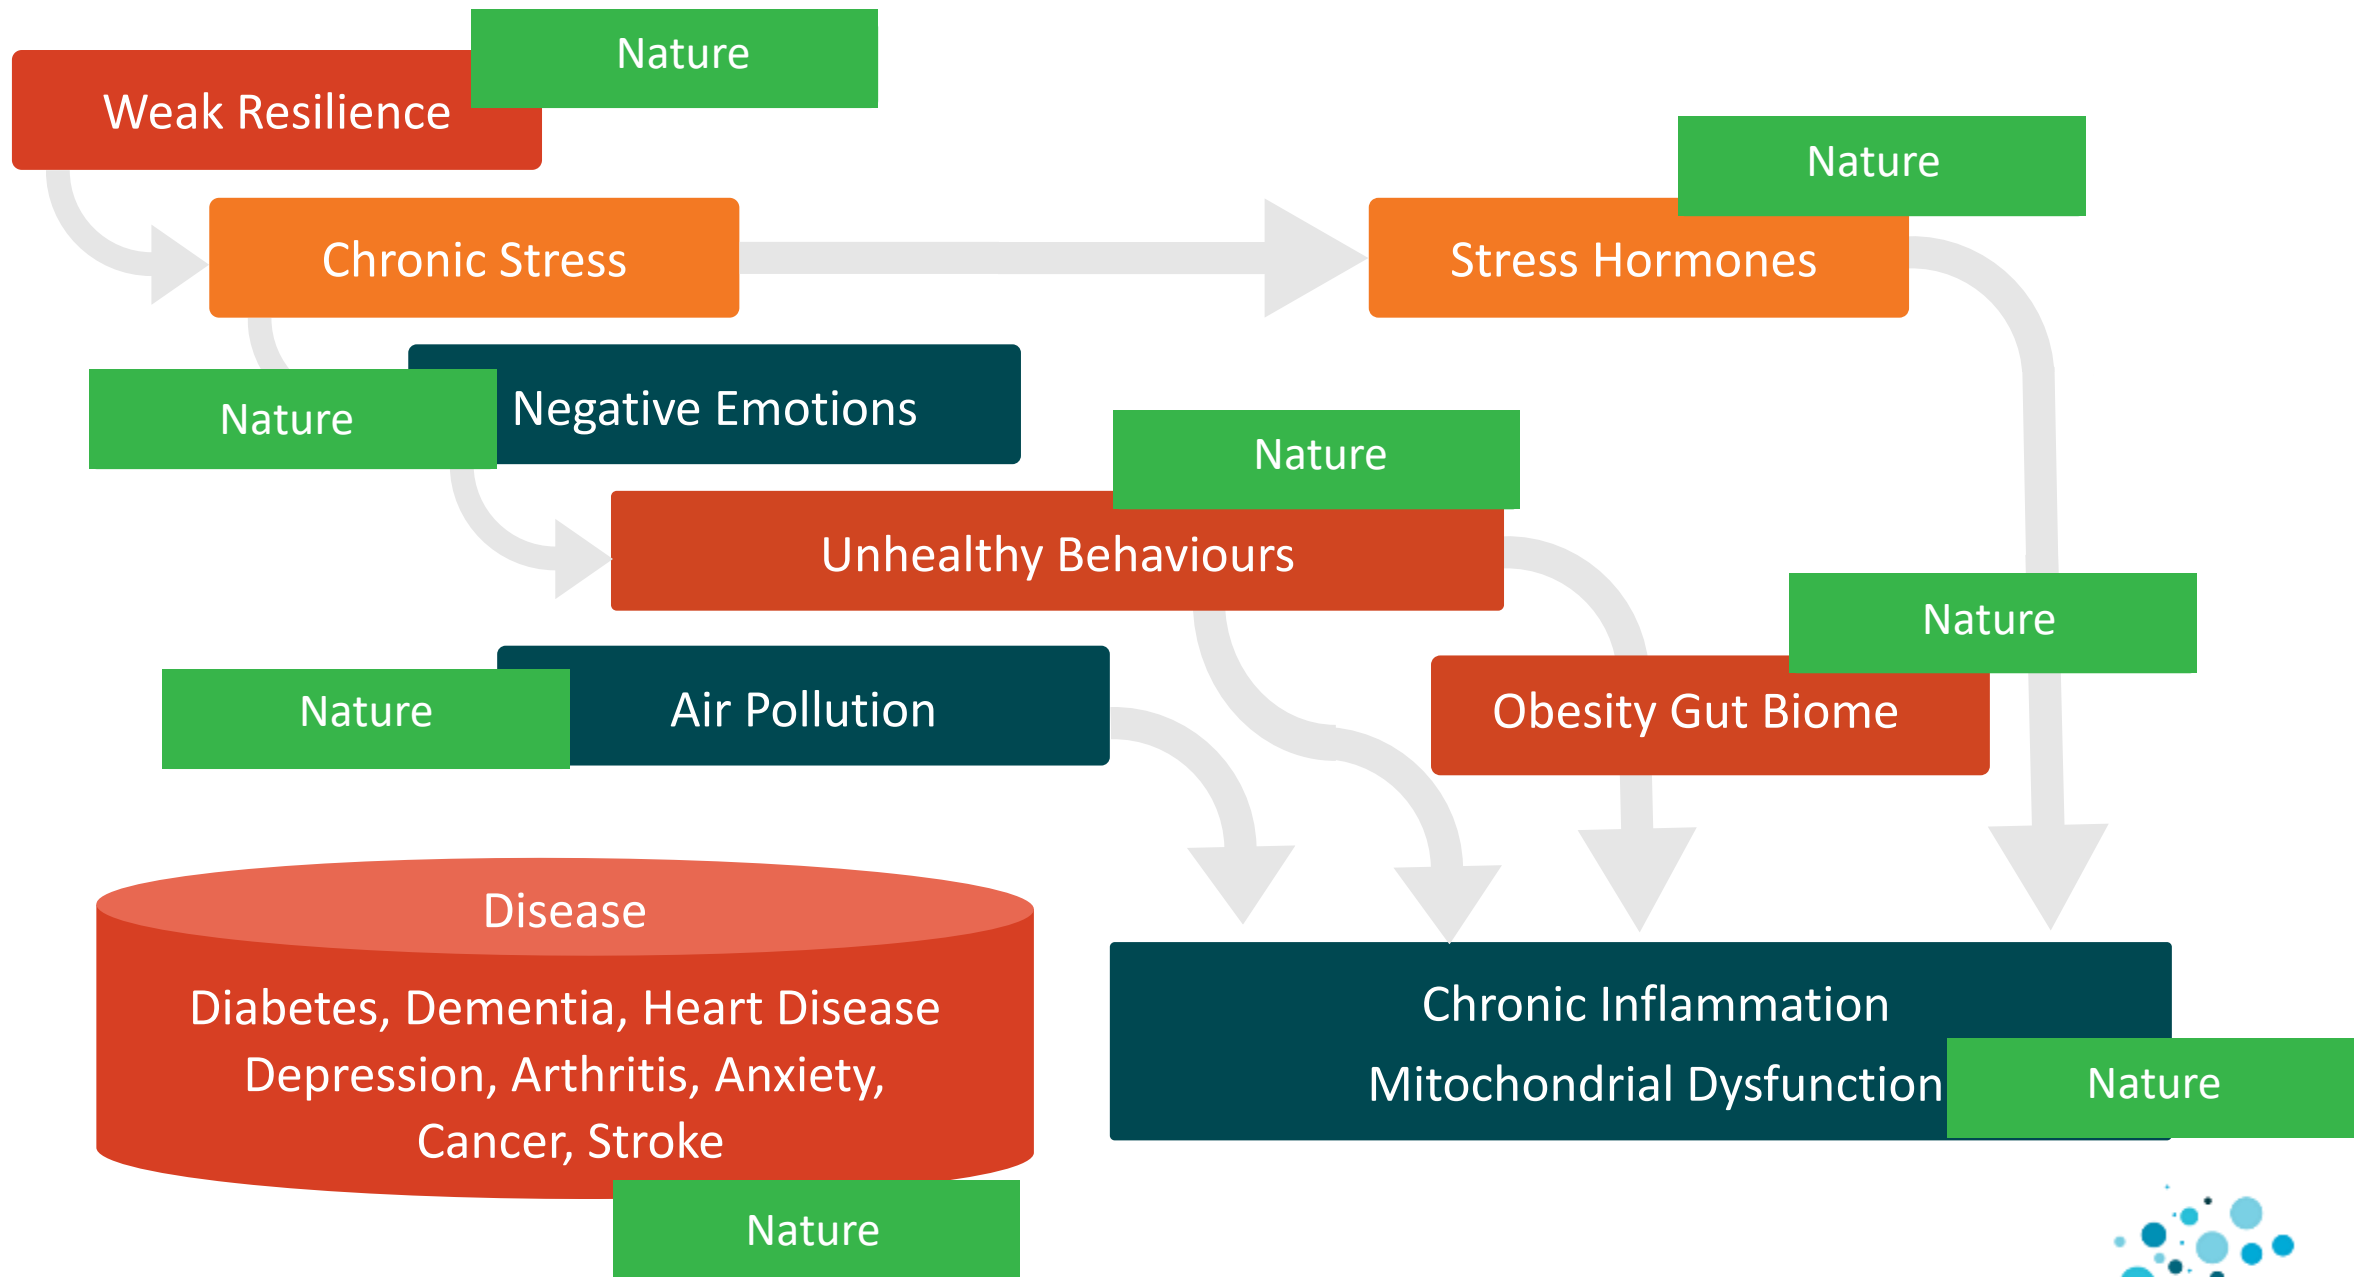 Nature
Weak Resilience
Nature
Chronic Stress
Stress Hormones
Negative Emotions
Nature
Nature
Unhealthy Behaviours
Nature
Nature
Air Pollution
Obesity Gut Biome
Disease
Diabetes, Dementia, Heart Disease
Depression, Arthritis, Anxiety,
Cancer, Stroke
Chronic Inflammation
Mitochondrial Dysfunction
Nature
Nature